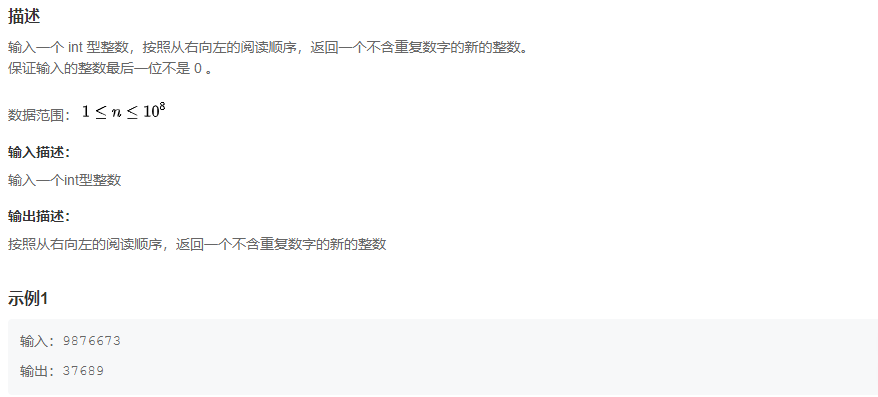 描述
输入一个 int 型整数，按照从右向左的阅读顺序，返回一个不含重复数字的新的整数。
保证输入的整数最后一位不是 0 。
数据范围： 1 ≤ n ≤ 10⁸
输入描述：
输入一个int型整数
输出描述：
按照从右向左的阅读顺序，返回一个不含重复数字的新的整数
示例1
输入：9876673
输出：37689